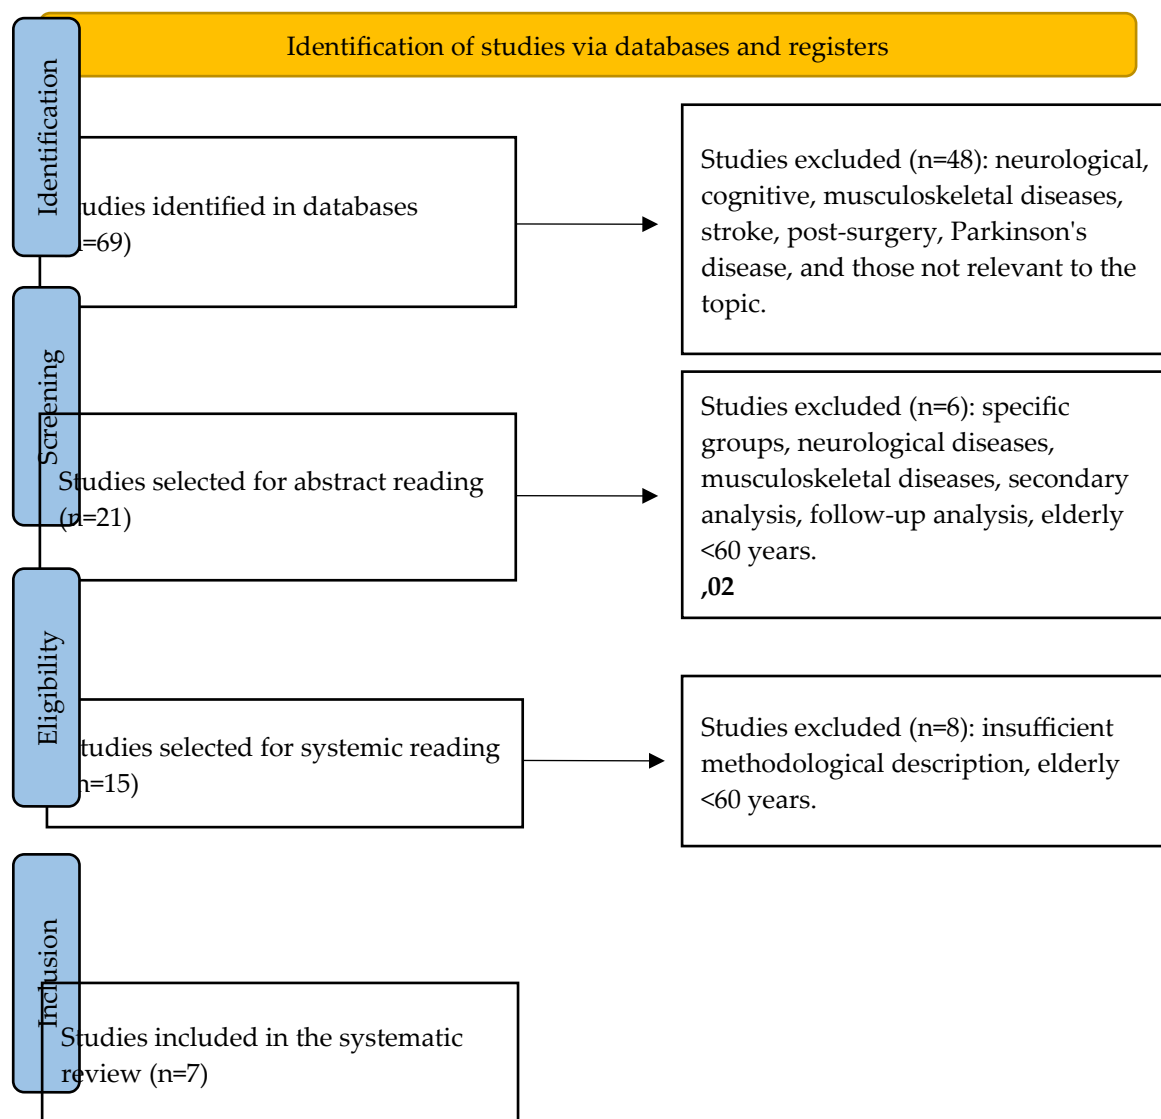 Identification of studies via databases and registers
Identification
tudies identified in databases
n=69)
Studies excluded (n=48): neurological,
cognitive, musculoskeletal diseases,
stroke, post-surgery, Parkinson's
disease, and those not relevant to the
topic.
Screening
Studies selected for abstract reading
(n=21)
Studies excluded (n=6): specific
groups, neurological diseases,
musculoskeletal diseases, secondary
analysis, follow-up analysis, elderly
<60 years.
,02
Eligibility
tudies selected for systemic reading
n=15)
Studies excluded (n=8): insufficient
methodological description, elderly
<60 years.
Inclusion
Studies included in the systematic
review (n=7)